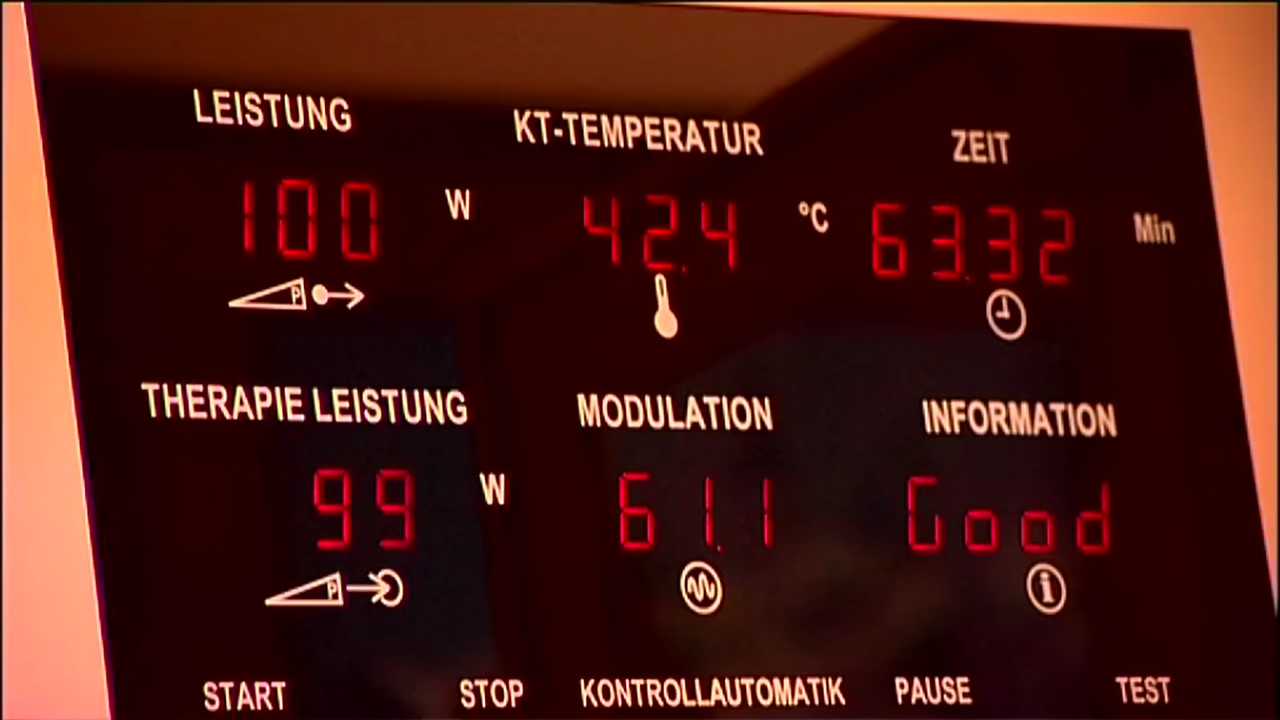 LEISTUNG KT-TEMPERATUR ZEIT
100 W 42.4 °C 63.32 Min
P
THERAPIE LEISTUNG MODULATION INFORMATION
99 W 61.1 Good
P i
START STOP KONTROLLAUTOMATIK PAUSE TEST